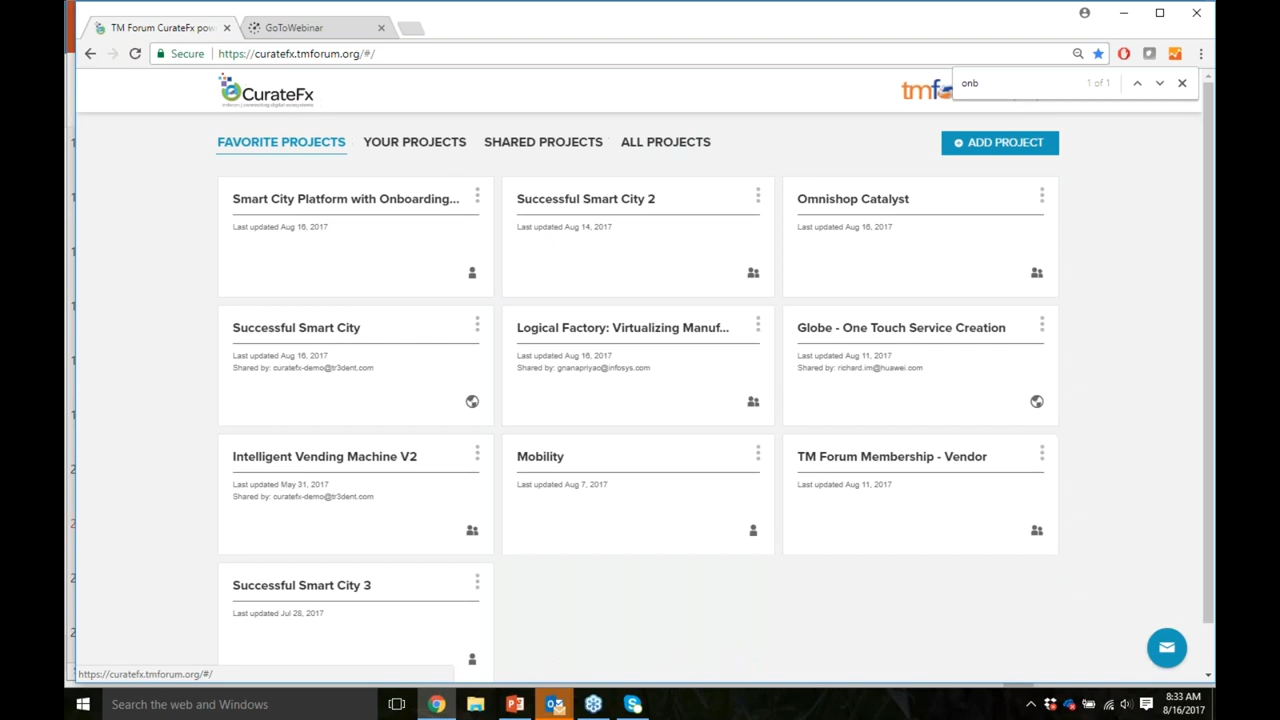 TM Forum CurateFx pow
GoToWebinar
Secure
https://curatefx.tmforum.org/#/
onb
1 of 1
CurateFx
tmfo
FAVORITE PROJECTS
YOUR PROJECTS
SHARED PROJECTS
ALL PROJECTS
ADD PROJECT
Smart City Platform with Onboarding...
Last updated Aug 16, 2017
Successful Smart City 2
Last updated Aug 14, 2017
Omnishop Catalyst
Last updated Aug 16, 2017
Successful Smart City
Last updated Aug 16, 2017
Shared by: curatefx-demo@tr3dent.com
Logical Factory: Virtualizing Manuf...
Last updated Aug 16, 2017
Shared by: gnanapriyac@infosys.com
Globe - One Touch Service Creation
Last updated Aug 11, 2017
Shared by: richard.im@huawei.com
Intelligent Vending Machine V2
Last updated May 31, 2017
Shared by: curatefx-demo@tr3dent.com
Mobility
Last updated Aug 7, 2017
TM Forum Membership - Vendor
Last updated Aug 11, 2017
Successful Smart City 3
Last updated Jul 28, 2017
https://curatefx.tmforum.org/#/
Search the web and Windows
8:33 AM
8/16/2017